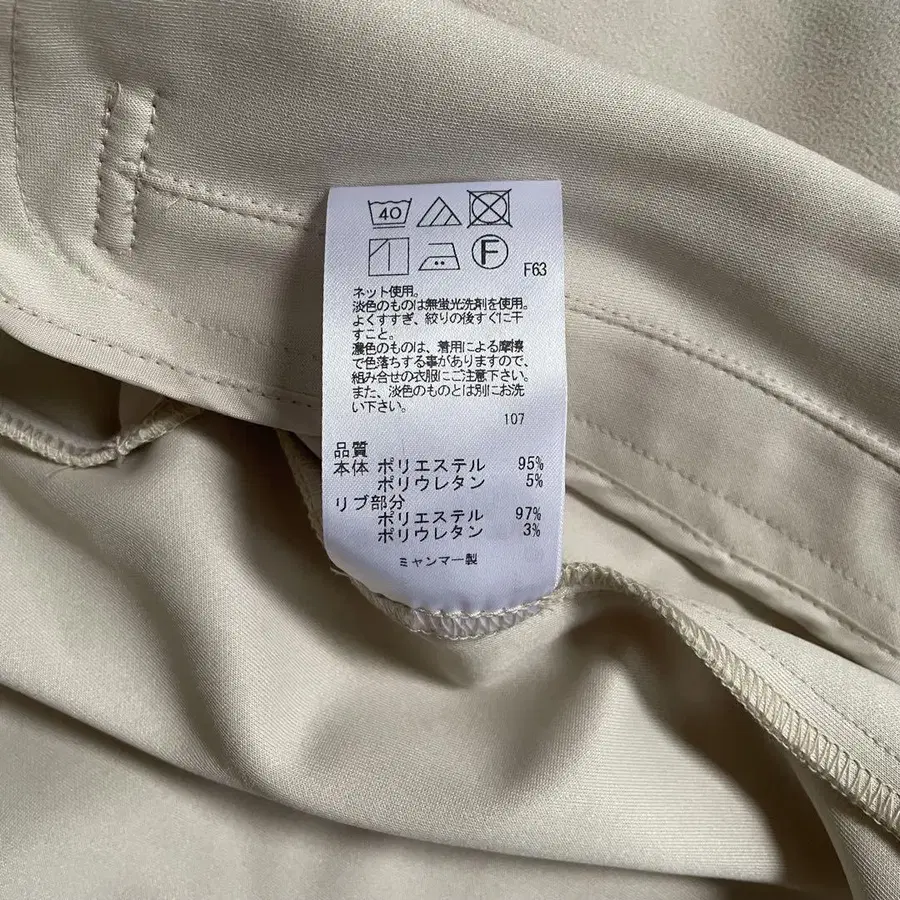 40
F
F63
ネット使用。
淡色のものは無蛍光洗剤を使用。
よくすすぎ、絞りの後すぐに干
すこと。
濃色のものは、着用による摩擦
で色落ちする事がありますので、
組み合せの衣服にご注意下さい。
また、淡色のものとは別にお洗
い下さい。
107
品質
本体 ポリエステル 95%
ポリウレタン 5%
リブ部分
ポリエステル 97%
ポリウレタン 3%
ミャンマー製